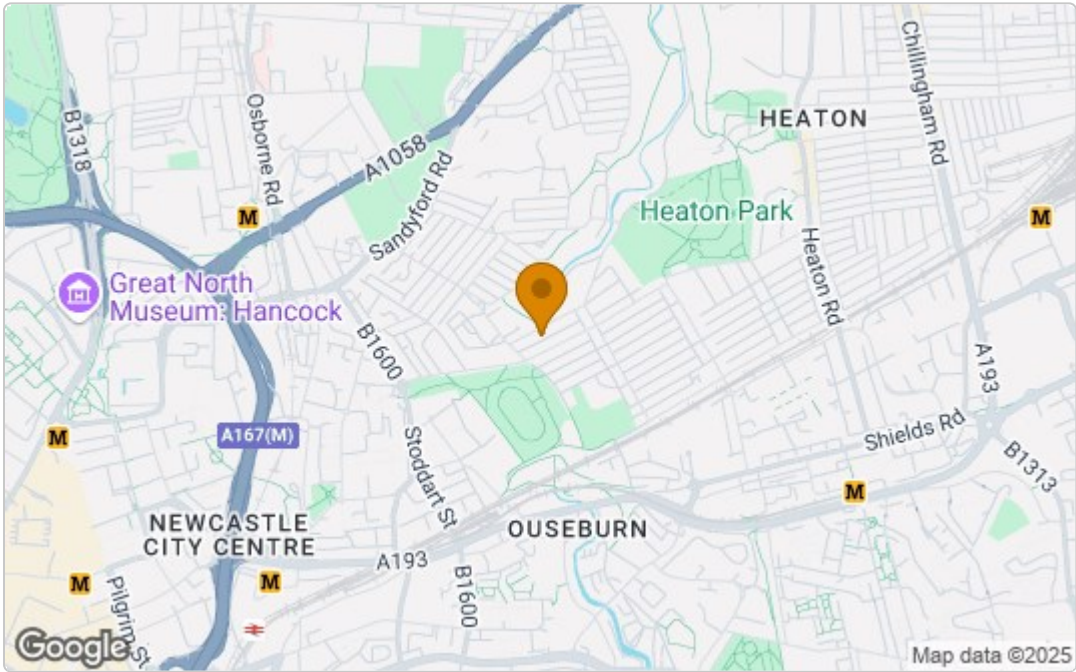 Chillingham Rd
HEATON
B1318
Osborne Rd
A1058
Sandyford Rd
M
Heaton Park
M
Great North
Museum: Hancock
Heaton Rd
B1600
A193
M
A167(M)
Stoddart St
Shields Rd
B1313
M
NEWCASTLE
CITY CENTRE
OUSEBURN
A193
M
M
B1600
Pilgrim St
Google
Map data ©2025